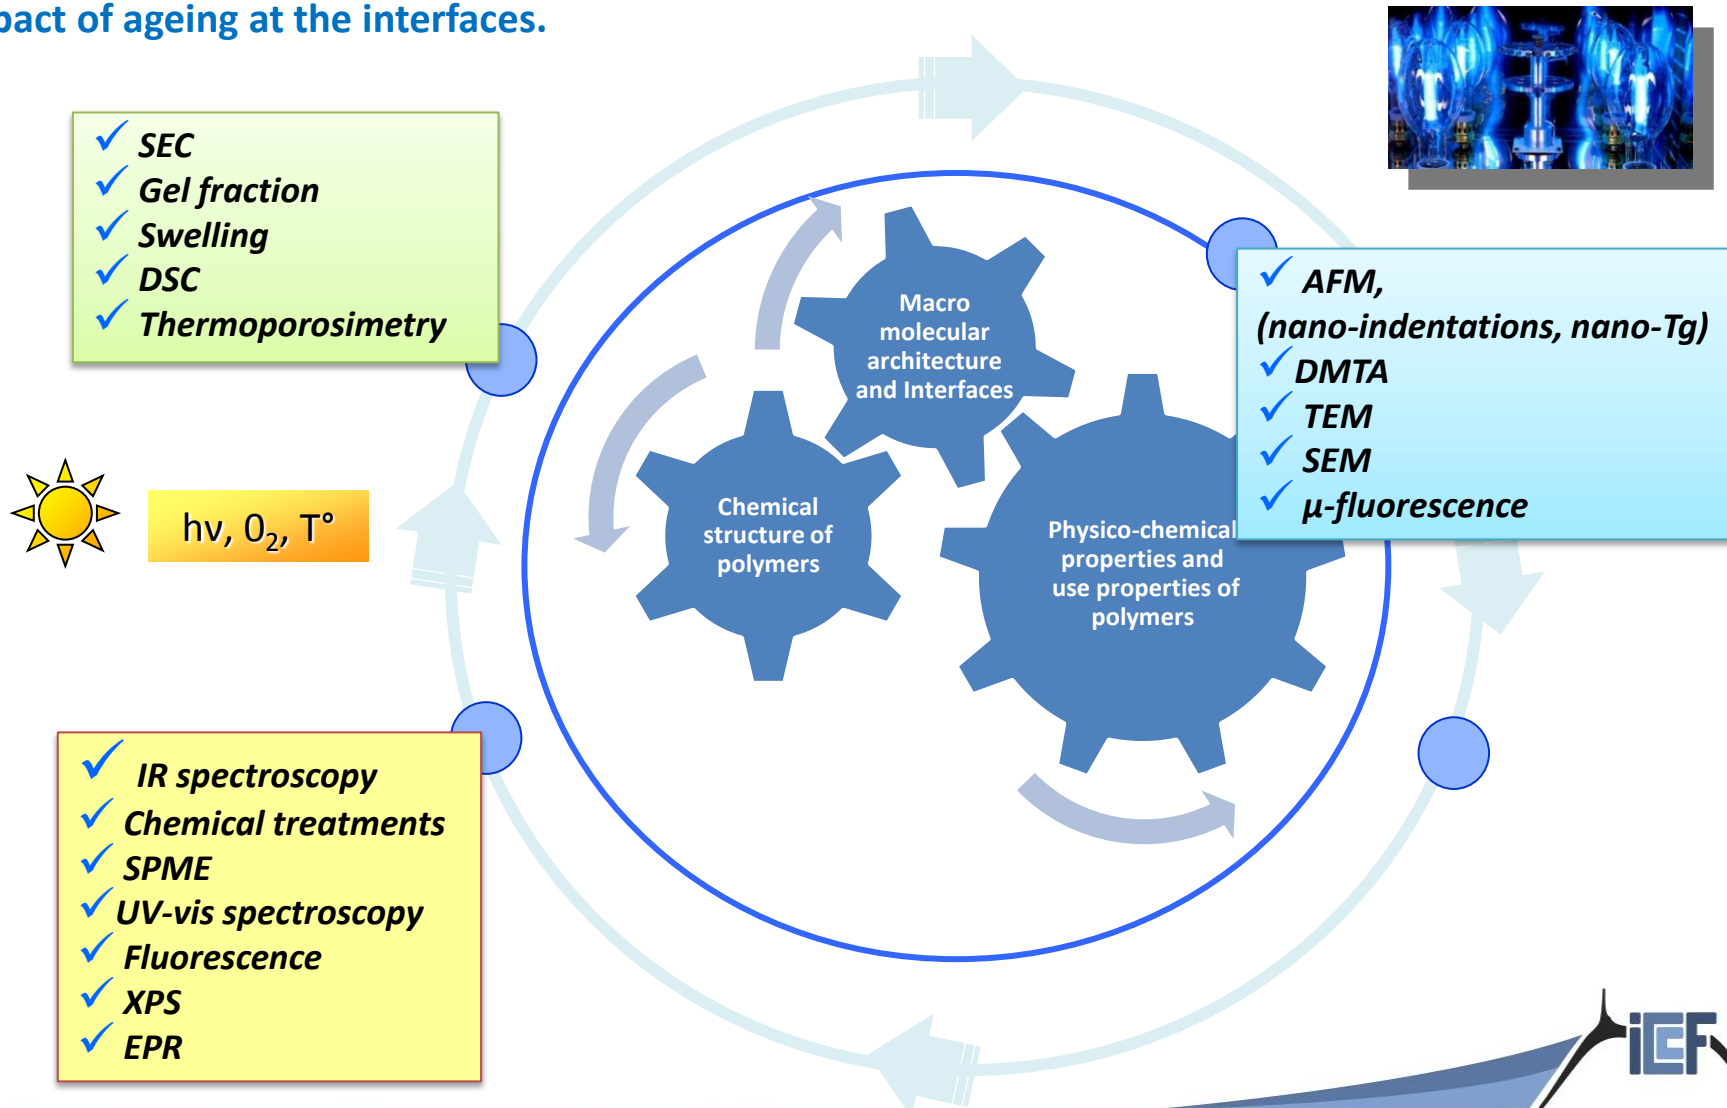 pact of ageing at the interfaces.
✓ SEC
✓ Gel fraction
✓ Swelling
✓ DSC
✓ Thermoporosimetry
Macro
molecular
architecture
and Interfaces
✓ AFM,
(nano-indentations, nano-Tg)
✓ DMTA
✓ TEM
✓ SEM
✓ µ-fluorescence
hν, 0₂, T°
Chemical
structure of
polymers
Physico-chemical
properties and
use properties of
polymers
✓ IR spectroscopy
✓ Chemical treatments
✓ SPME
✓ UV-vis spectroscopy
✓ Fluorescence
✓ XPS
✓ EPR
iCCF